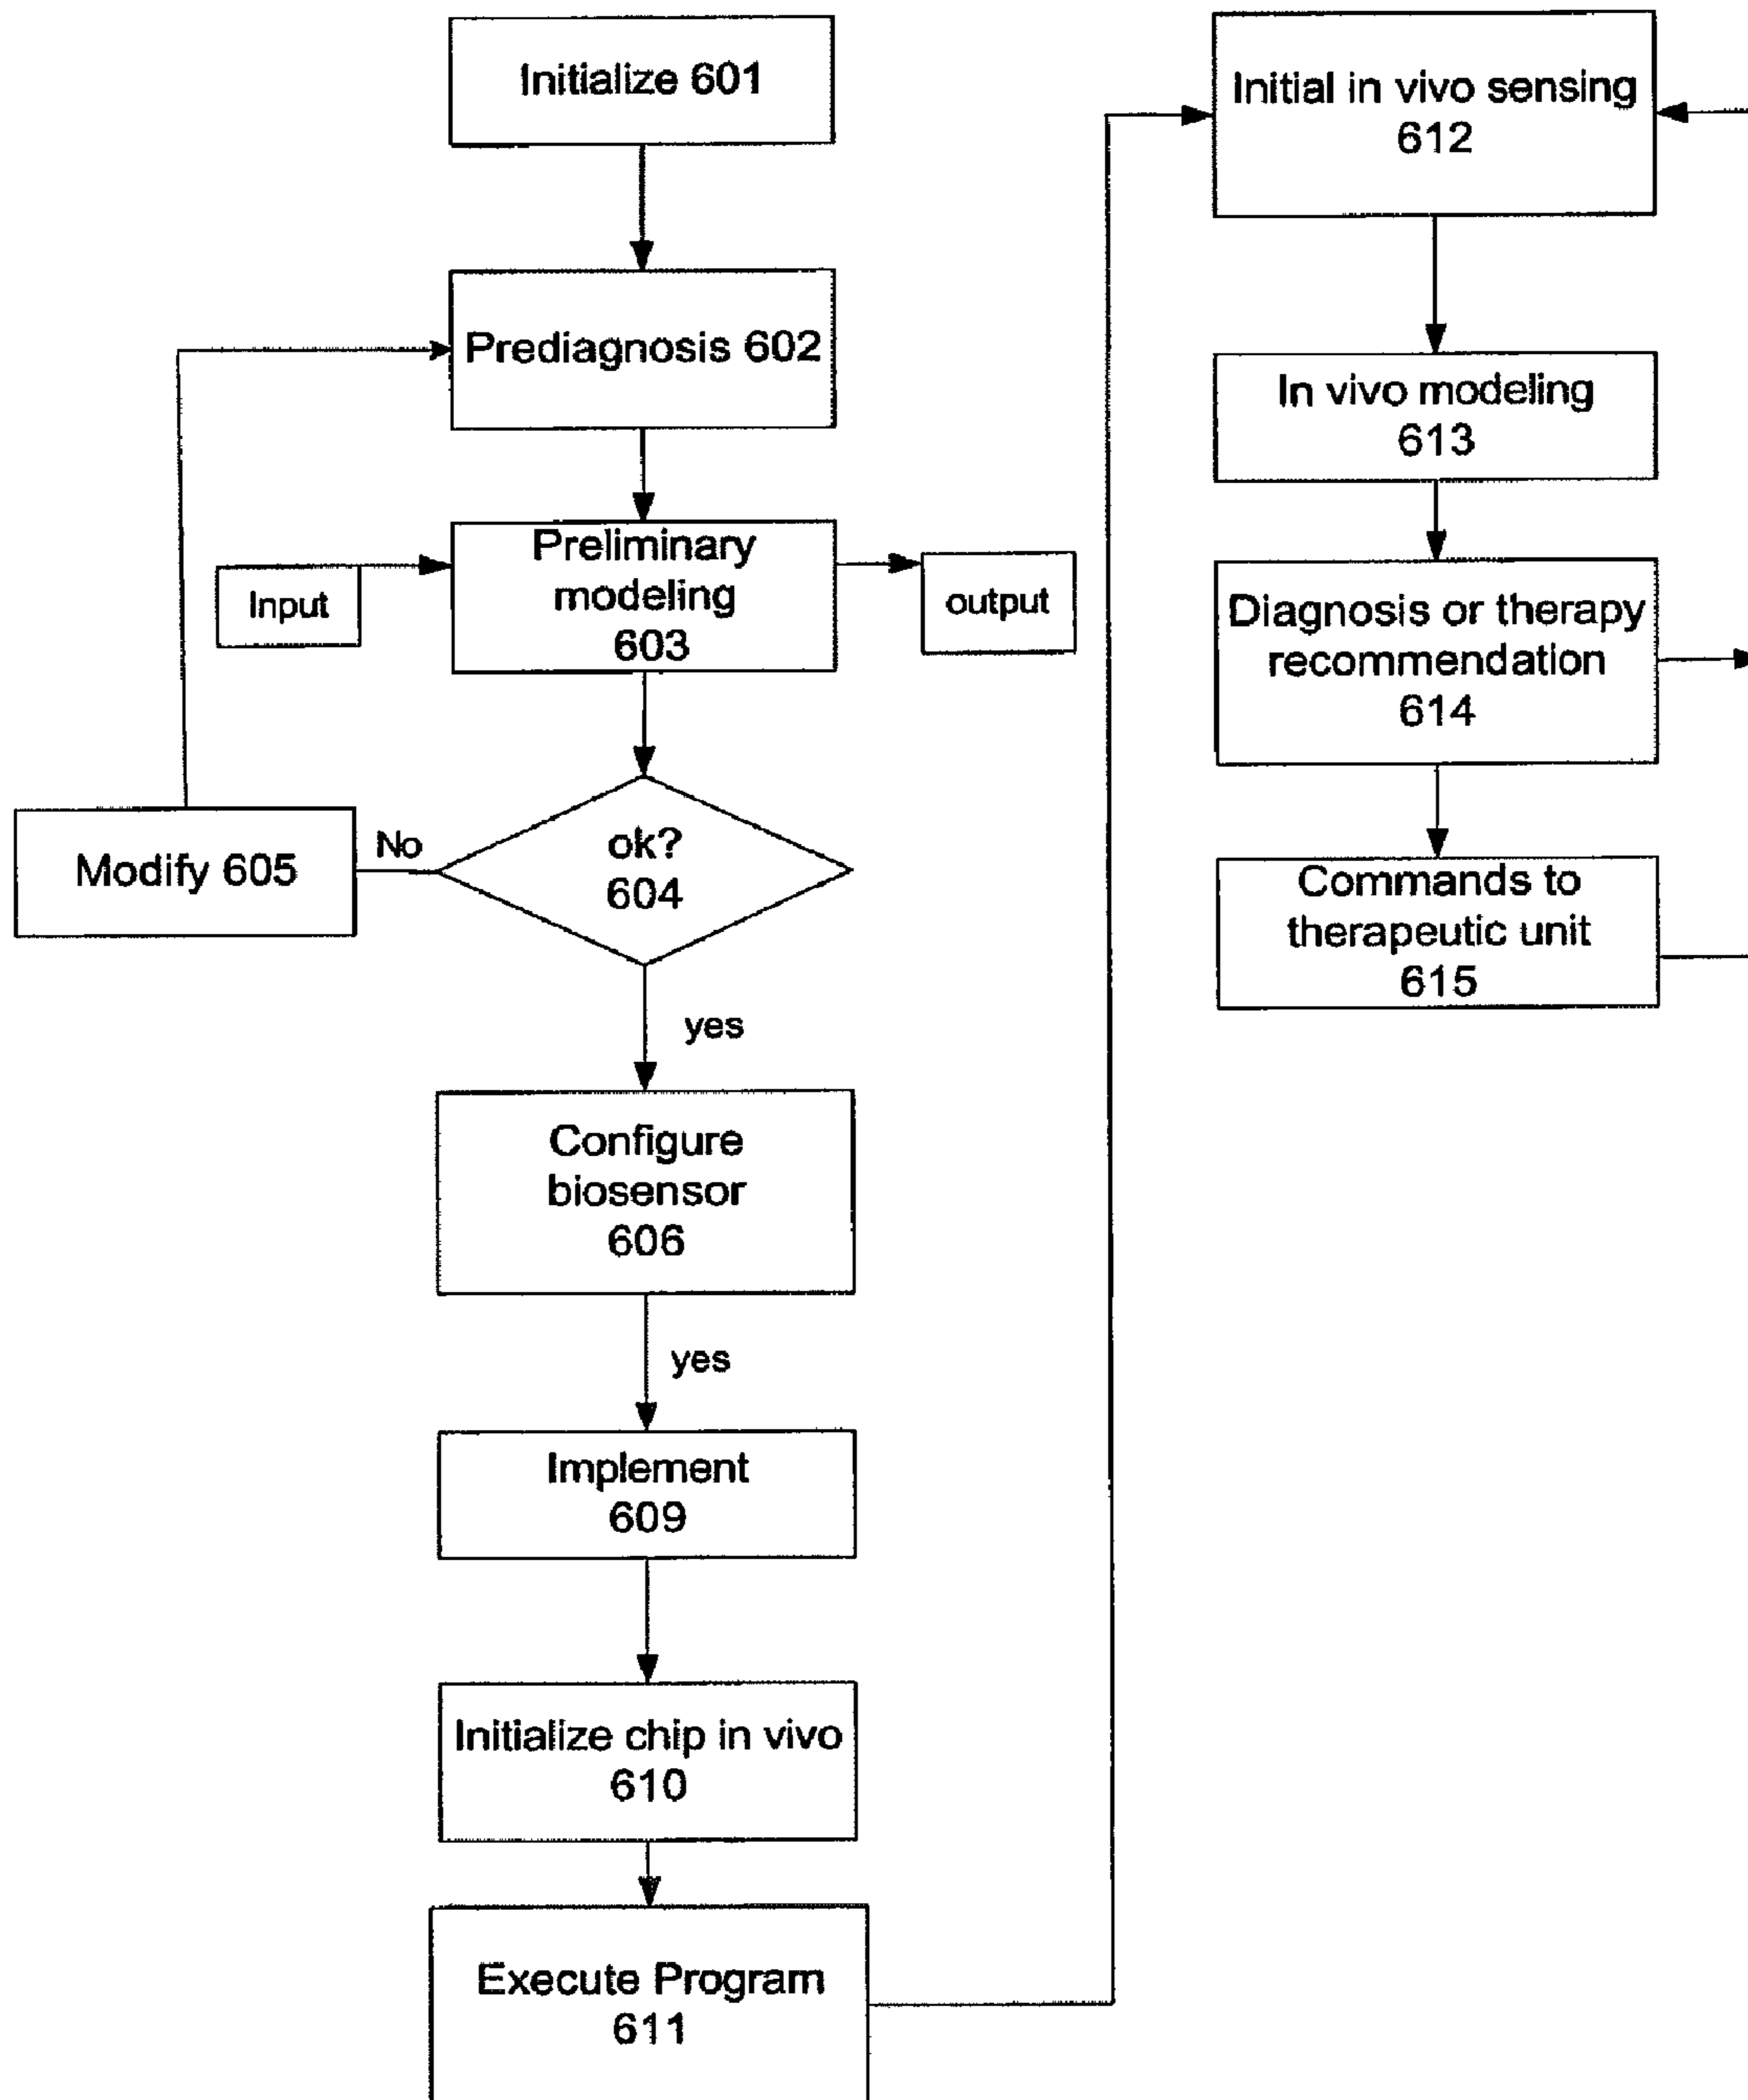 Initialize 601
Prediagnosis 602
Input
Preliminary
modeling
603
output
Modify 605
No
ok?
604
yes
Configure
biosensor
606
yes
Implement
609
Initialize chip in vivo
610
Execute Program
611
Initial in vivo sensing
612
In vivo modeling
613
Diagnosis or therapy
recommendation
614
Commands to
therapeutic unit
615